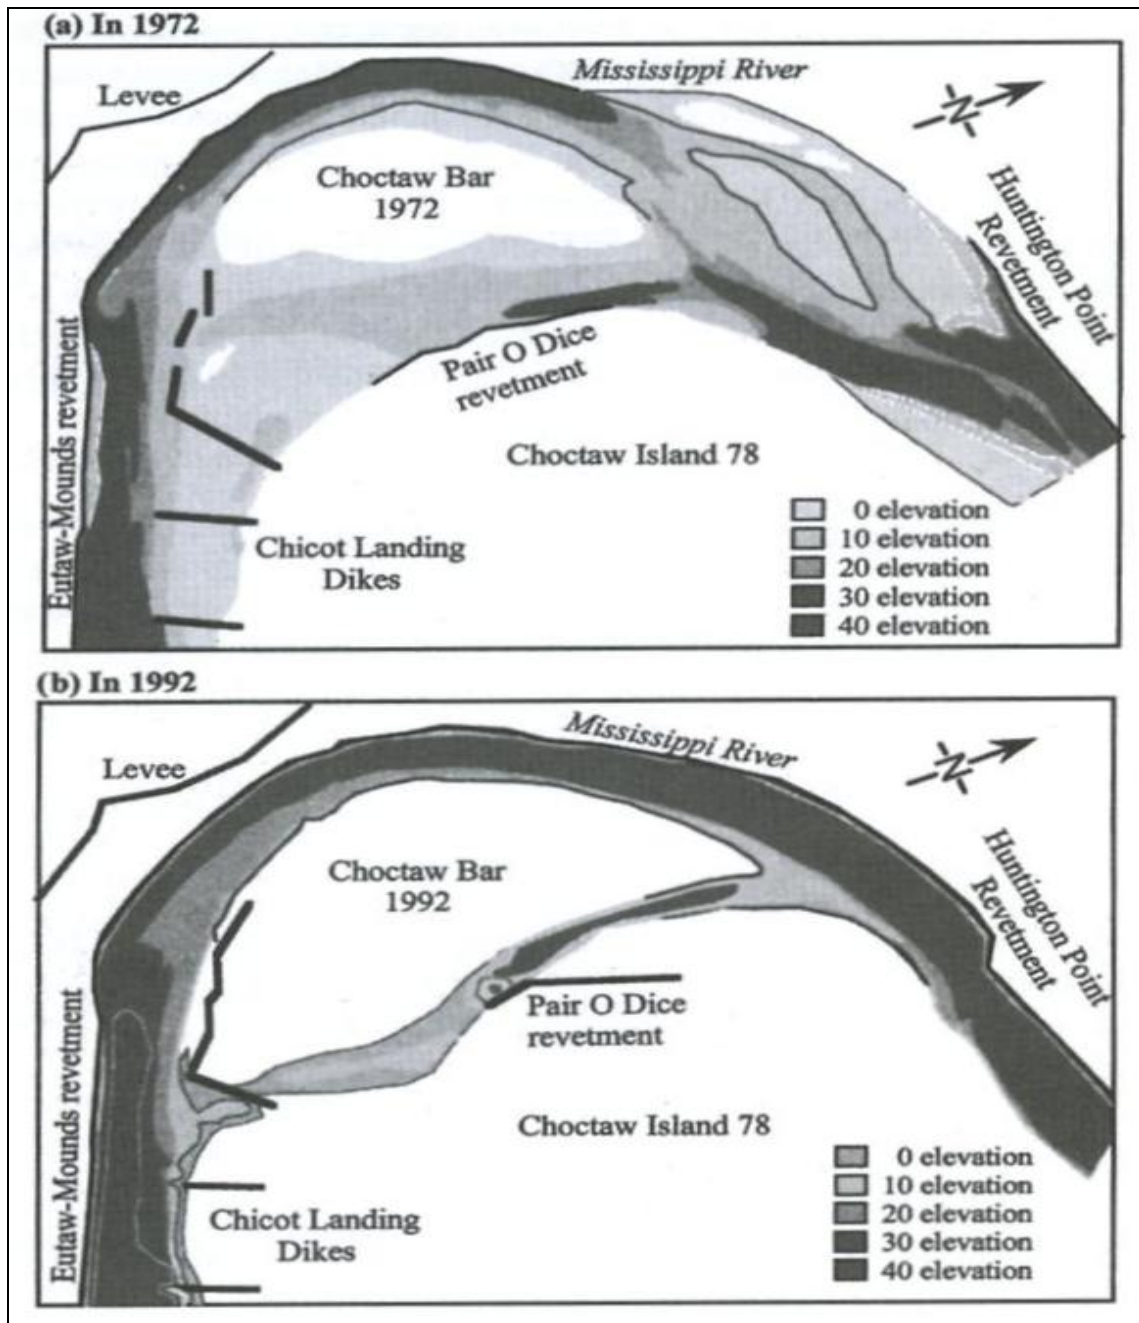 (a) In 1972
Mississippi River
Levee
N
Choctaw Bar
1972
Huntington Point
Revetment
Pair O Dice
revetment
Eutaw-Mounds revetment
Choctaw Island 78
0 elevation
10 elevation
20 elevation
30 elevation
40 elevation
Chicot Landing
Dikes
(b) In 1992
Mississippi River
Levee
N
Choctaw Bar
1992
Huntington Point
Revetment
Pair O Dice
revetment
Eutaw-Mounds revetment
Choctaw Island 78
0 elevation
10 elevation
20 elevation
30 elevation
40 elevation
Chicot Landing
Dikes